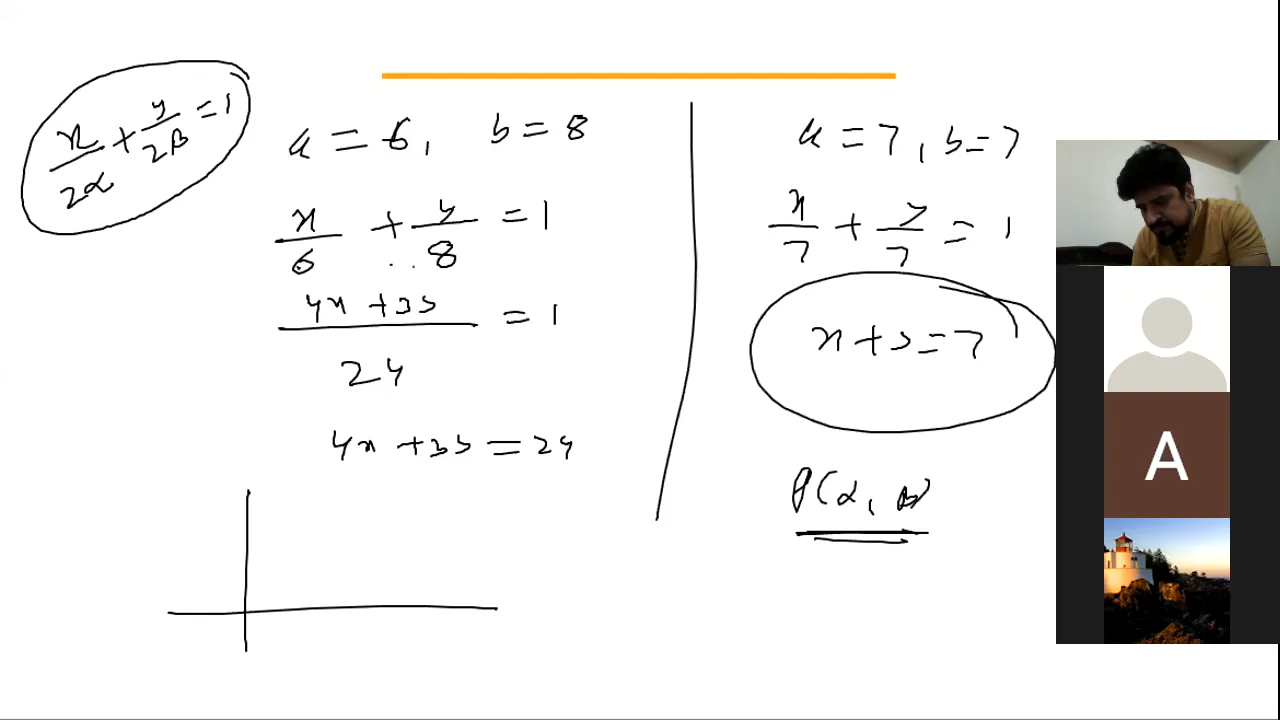 x/2α + y/2β = 1
a = 6, b = 8
x/6 + y/8 = 1
4x + 3y / 24 = 1
4x + 3y = 24
a = 7, b = 7
x/7 + y/7 = 1
x + y = 7
P(α, β)
A